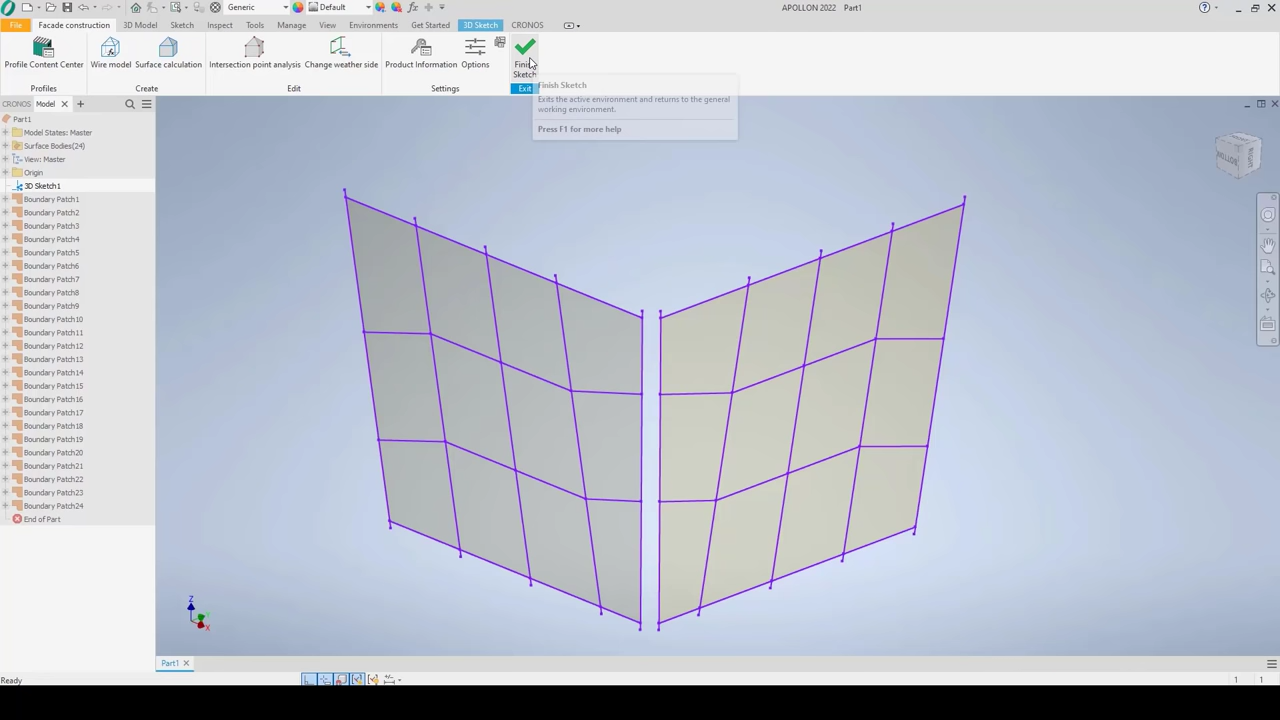 Generic
Default
APOLLON 2022 Part1
File
Facade construction
3D Model
Sketch
Inspect
Tools
Manage
View
Environments
Get Started
3D Sketch
CRONOS
Profile Content Center
Wire model
Surface calculation
Intersection point analysis
Change weather side
Product Information
Options
Finish
Sketch
Profiles
Create
Edit
Settings
Exit
Finish Sketch
Exits the active environment and returns to the general
working environment.
Press F1 for more help
CRONOS
Model
Part1
Model States: Master
Surface Bodies(24)
View: Master
Origin
3D Sketch1
Boundary Patch1
Boundary Patch2
Boundary Patch3
Boundary Patch4
Boundary Patch5
Boundary Patch6
Boundary Patch7
Boundary Patch8
Boundary Patch9
Boundary Patch10
Boundary Patch11
Boundary Patch12
Boundary Patch13
Boundary Patch14
Boundary Patch15
Boundary Patch16
Boundary Patch17
Boundary Patch18
Boundary Patch19
Boundary Patch20
Boundary Patch21
Boundary Patch22
Boundary Patch23
Boundary Patch24
End of Part
APOLLON
RIGHT
Z
X
Part1
Ready
1 1